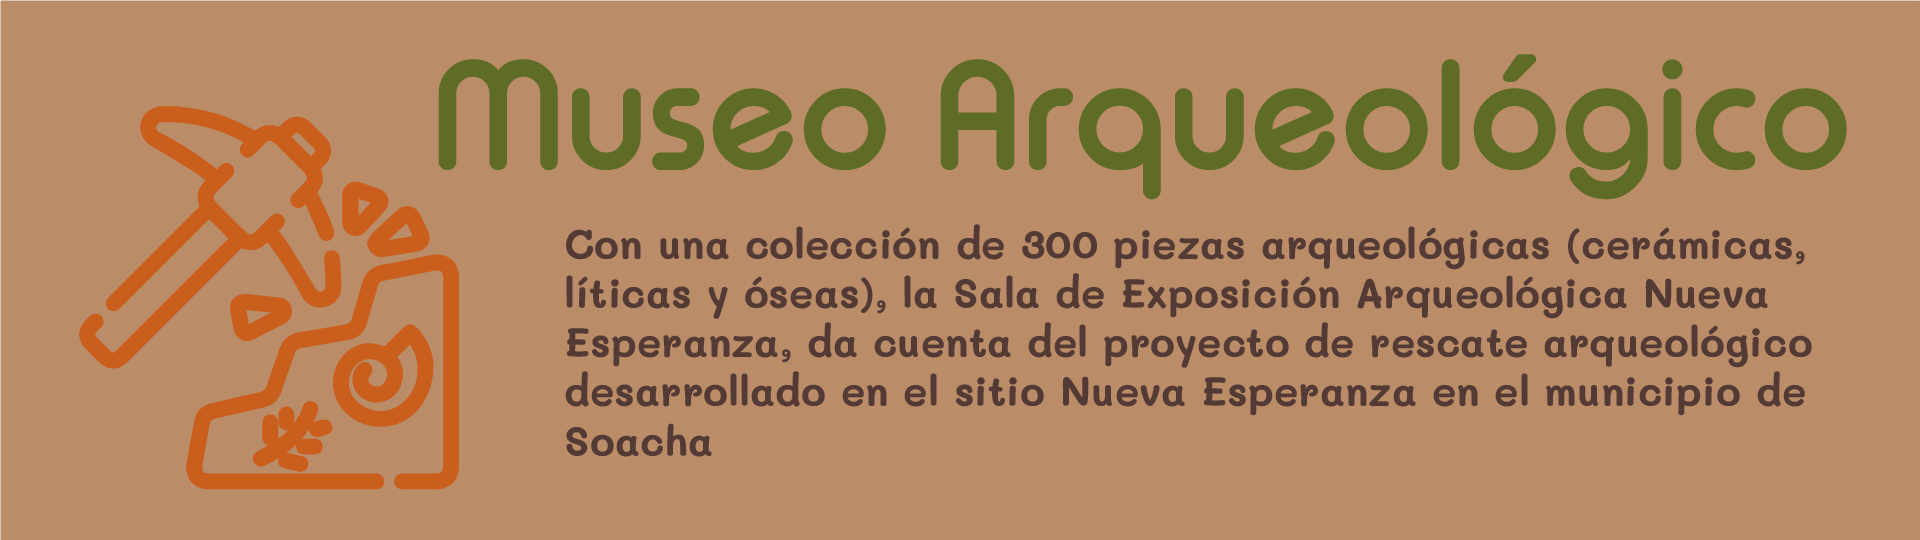 Museo Arqueológico
Con una colección de 300 piezas arqueológicas (cerámicas,
líticas y óseas), la Sala de Exposición Arqueológica Nueva
Esperanza, da cuenta del proyecto de rescate arqueológico
desarrollado en el sitio Nueva Esperanza en el municipio de
Soacha